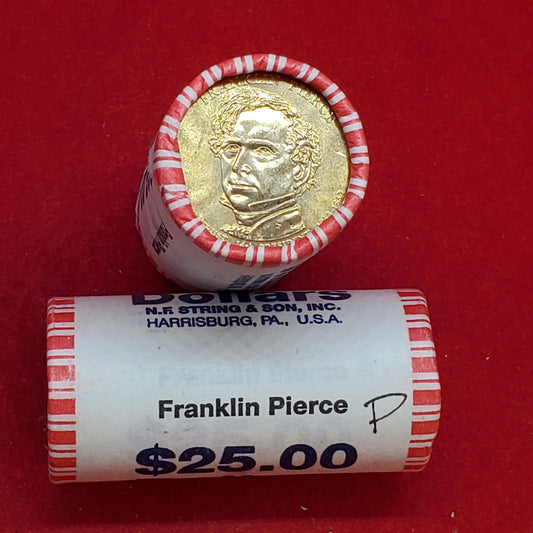 Dollars
N.F. STRING & SON, INC.
HARRISBURG, PA., U.S.A.
Franklin Pierce P
$25.00